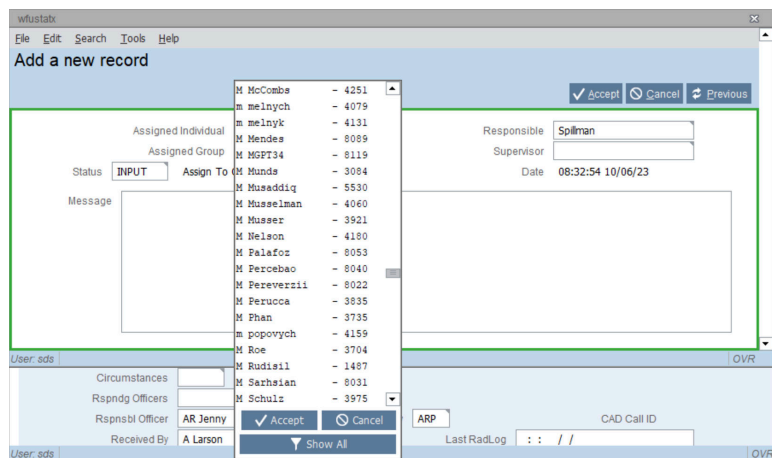 wfustatx
File Edit Search Tools Help
Add a new record
Accept Cancel Previous
Assigned Individual
Responsible Spillman
Assigned Group
Supervisor
Status INPUT Assign To
Date 08:32:54 10/06/23
Message
M McCombs - 4251
m melnych - 4079
m melnyk - 4131
M Mendes - 8089
M MGPT34 - 8119
M Munds - 3084
M Musaddiq - 5530
M Musselman - 4060
M Musser - 3921
M Nelson - 4180
M Palafoz - 8053
M Percebao - 8040
M Pereverzii - 8022
M Perucca - 3835
M Phan - 3735
m popovych - 4159
M Roe - 3704
M Rudisil - 1487
M Sarhsian - 8031
M Schulz - 3975
Accept Cancel
Show All
User: sds OVR
Circumstances
Rspndg Officers
Rspnsbl Officer AR Jenny ARP CAD Call ID
Received By A Larson Last RadLog : : / /
User: sds OVR